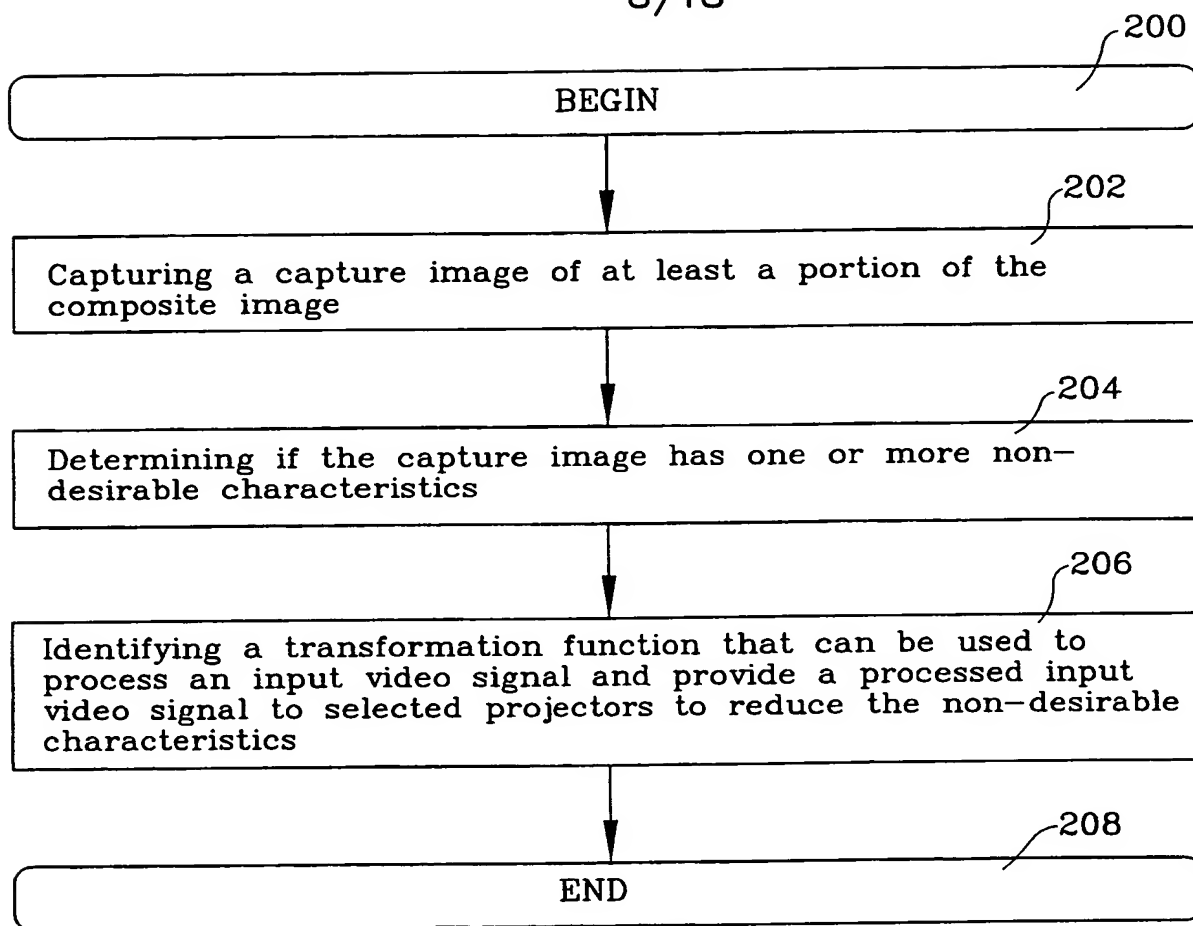 200
BEGIN
202
Capturing a capture image of at least a portion of the
composite image
204
Determining if the capture image has one or more non-
desirable characteristics
206
Identifying a transformation function that can be used to
process an input video signal and provide a processed input
video signal to selected projectors to reduce the non-desirable
characteristics
208
END